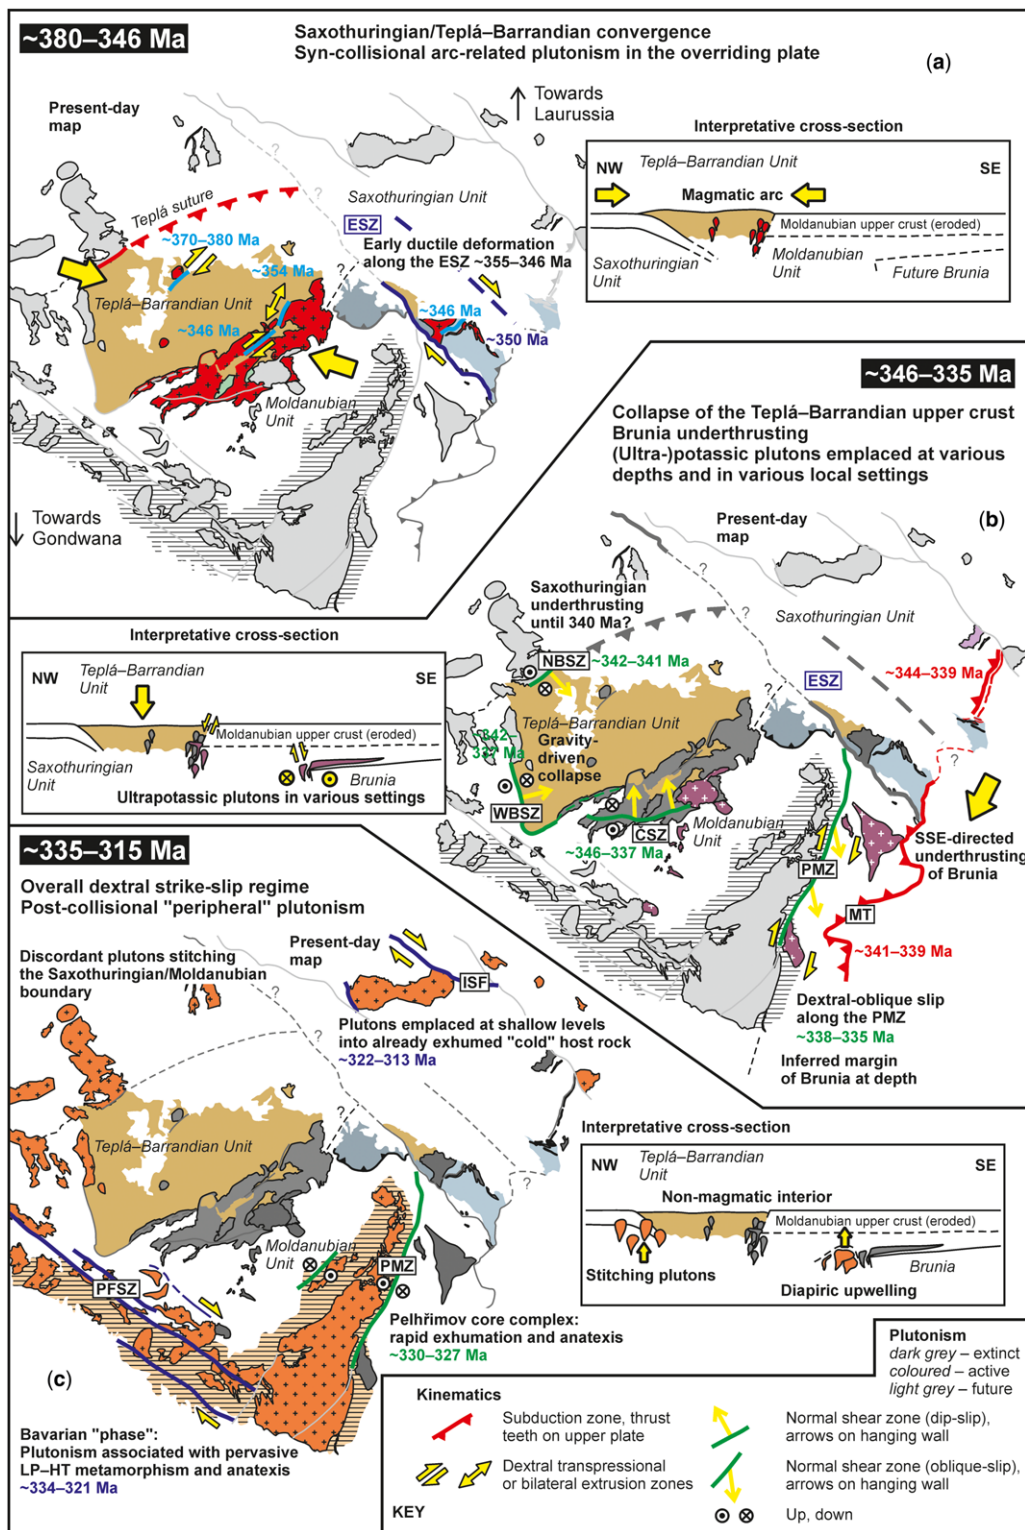 ~380–346 Ma
Saxothuringian/Teplá–Barrandian convergence
Syn-collisional arc-related plutonism in the overriding plate
(a)
Present-day
map
Towards
Laurussia
Teplá suture
Saxothuringian Unit
ESZ
Early ductile deformation
along the ESZ ~355–346 Ma
~370–380 Ma
~354 Ma
Teplá–Barrandian Unit
~346 Ma
~346 Ma
~350 Ma
Moldanubian
Unit
Towards
Gondwana
?
?
?
?
Interpretative cross-section
NW
Teplá–Barrandian Unit
SE
Magmatic arc
Moldanubian upper crust (eroded)
Saxothuringian
Unit
Moldanubian
Unit
Future Brunia
~346–335 Ma
Collapse of the Teplá–Barrandian upper crust
Brunia underthrusting
(Ultra-)potassic plutons emplaced at various
depths and in various local settings
(b)
Present-day
map
Saxothuringian
underthrusting
until 340 Ma?
Saxothuringian Unit
NBSZ
~342–341 Ma
ESZ
~344–339 Ma
Teplá–Barrandian Unit
~342–
337 Ma
Gravity-
driven
collapse
WBSZ
ČSZ
Moldanubian
Unit
~346–337 Ma
PMZ
SSE-directed
underthrusting
of Brunia
MT
~341–339 Ma
Dextral-oblique slip
along the PMZ
~338–335 Ma
Inferred margin
of Brunia at depth
?
?
?
?
Interpretative cross-section
NW
Teplá–Barrandian
Unit
SE
Moldanubian upper crust (eroded)
Saxothuringian
Unit
Brunia
Ultrapotassic plutons in various settings
~335–315 Ma
Overall dextral strike-slip regime
Post-collisional "peripheral" plutonism
Present-day
map
Discordant plutons stitching
the Saxothuringian/Moldanubian
boundary
ISF
Plutons emplaced at shallow levels
into already exhumed "cold" host rock
~322–313 Ma
Teplá–Barrandian Unit
?
?
?
Moldanubian
Unit
PMZ
PFSZ
Pelhřimov core complex:
rapid exhumation and anatexis
~330–327 Ma
(c)
Bavarian "phase":
Plutonism associated with pervasive
LP–HT metamorphism and anatexis
~334–321 Ma
Interpretative cross-section
NW
Teplá–Barrandian
Unit
SE
Non-magmatic interior
Moldanubian upper crust (eroded)
Stitching plutons
Brunia
Diapiric upwelling
Plutonism
dark grey – extinct
coloured – active
light grey – future
Kinematics
Subduction zone, thrust
teeth on upper plate
Dextral transpressional
or bilateral extrusion zones
Normal shear zone (dip-slip),
arrows on hanging wall
Normal shear zone (oblique-slip),
arrows on hanging wall
Up, down
KEY